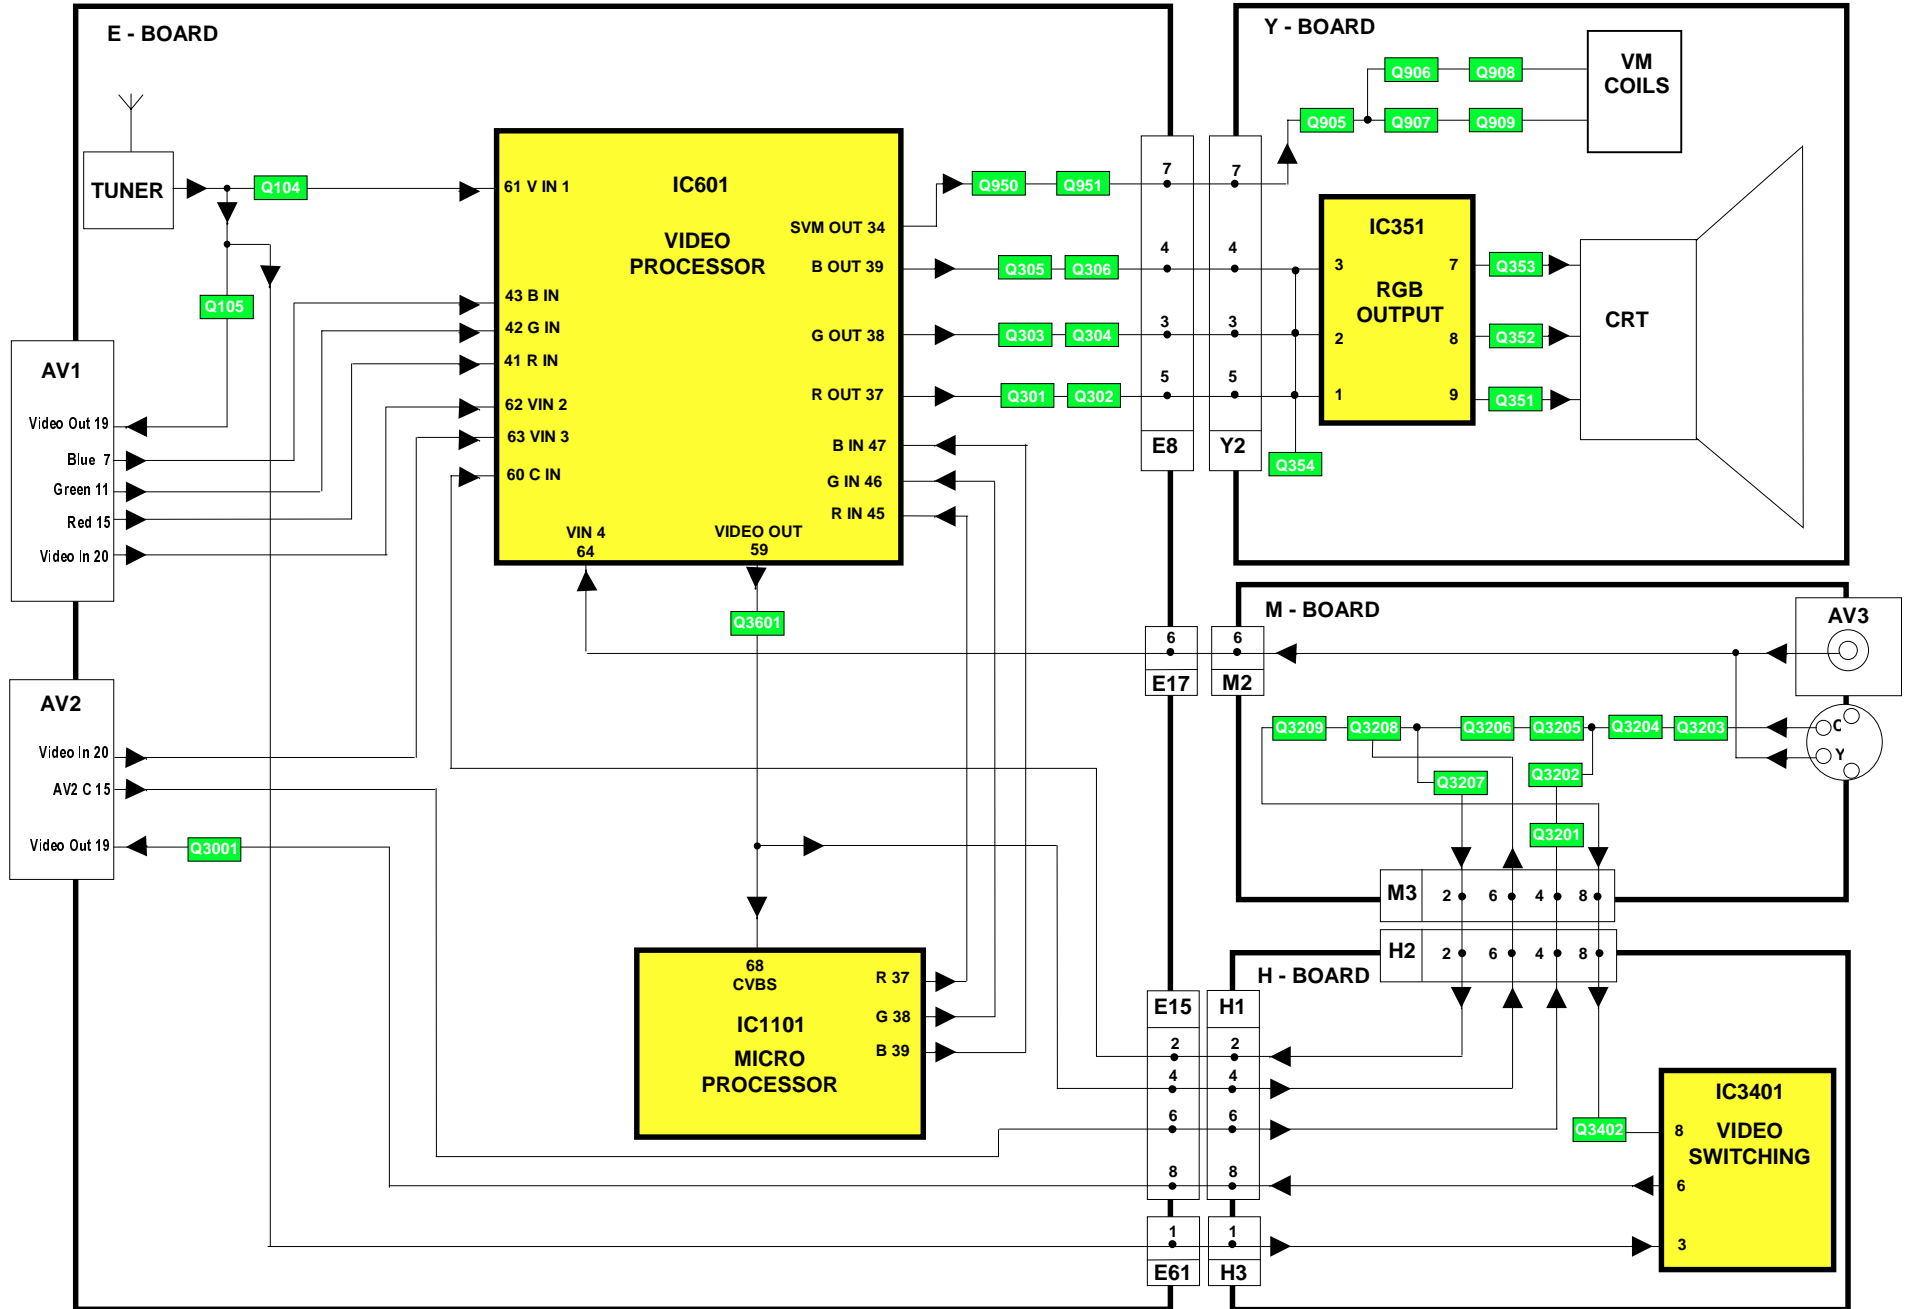 E - BOARD
TUNER
Q104
Q105
AV1
Video Out 19
Blue 7
Green 11
Red 15
Video In 20
AV2
Video In 20
AV2 C 15
Video Out 19
Q3001
61 V IN 1
43 B IN
42 G IN
41 R IN
62 VIN 2
63 VIN 3
60 C IN
IC601
VIDEO
PROCESSOR
SVM OUT 34
B OUT 39
G OUT 38
R OUT 37
B IN 47
G IN 46
R IN 45
VIN 4
64
VIDEO OUT
59
Q3601
Q950
Q951
Q305
Q306
Q303
Q304
Q301
Q302
68
CVBS
IC1101
MICRO
PROCESSOR
R 37
G 38
B 39
7
4
3
5
E8
7
4
3
5
Y2
6
E17
6
M2
E15
2
4
6
8
H1
2
4
6
8
1
E61
1
H3
Y - BOARD
Q905
Q906
Q908
Q907
Q909
VM
COILS
IC351
RGB
OUTPUT
3
2
1
7
8
9
Q353
Q352
Q351
Q354
CRT
M - BOARD
AV3
C
Y
Q3209
Q3208
Q3206
Q3205
Q3204
Q3203
Q3207
Q3202
Q3201
M3
2
6
4
8
H2
2
6
4
8
H - BOARD
Q3402
IC3401
VIDEO
SWITCHING
8
6
3